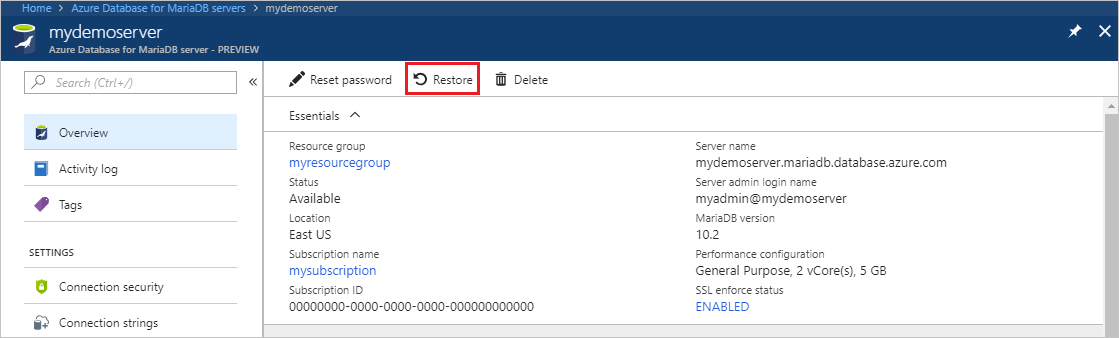 Home > Azure Database for MariaDB servers > mydemoserver
mydemoserver
Azure Database for MariaDB server - PREVIEW
Search (Ctrl+/)
Reset password Restore Delete
Essentials
Overview
Activity log
Tags
SETTINGS
Connection security
Connection strings
Resource group
myresourcegroup
Status
Available
Location
East US
Subscription name
mysubscription
Subscription ID
00000000-0000-0000-0000-000000000000
Server name
mydemoserver.mariadb.database.azure.com
Server admin login name
myadmin@mydemoserver
MariaDB version
10.2
Performance configuration
General Purpose, 2 vCore(s), 5 GB
SSL enforce status
ENABLED